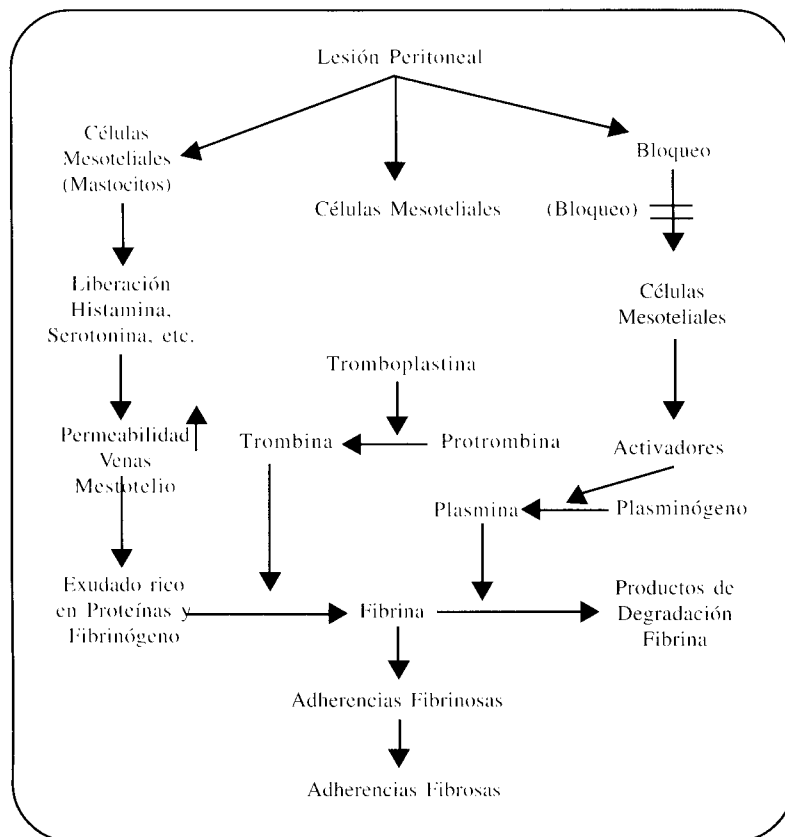 Lesión Peritoneal
Células
Mesoteliales
(Mastocitos)
Células Mesoteliales
Bloqueo
(Bloqueo)
Liberación
Histamina,
Serotonina, etc.
Células
Mesoteliales
Tromboplastina
Permeabilidad
Venas
Mestotelio
Trombina
Protrombina
Activadores
Plasmina
Plasminógeno
Exudado rico
en Proteínas y
Fibrinógeno
Fibrina
Productos de
Degradación
Fibrina
Adherencias Fibrinosas
Adherencias Fibrosas